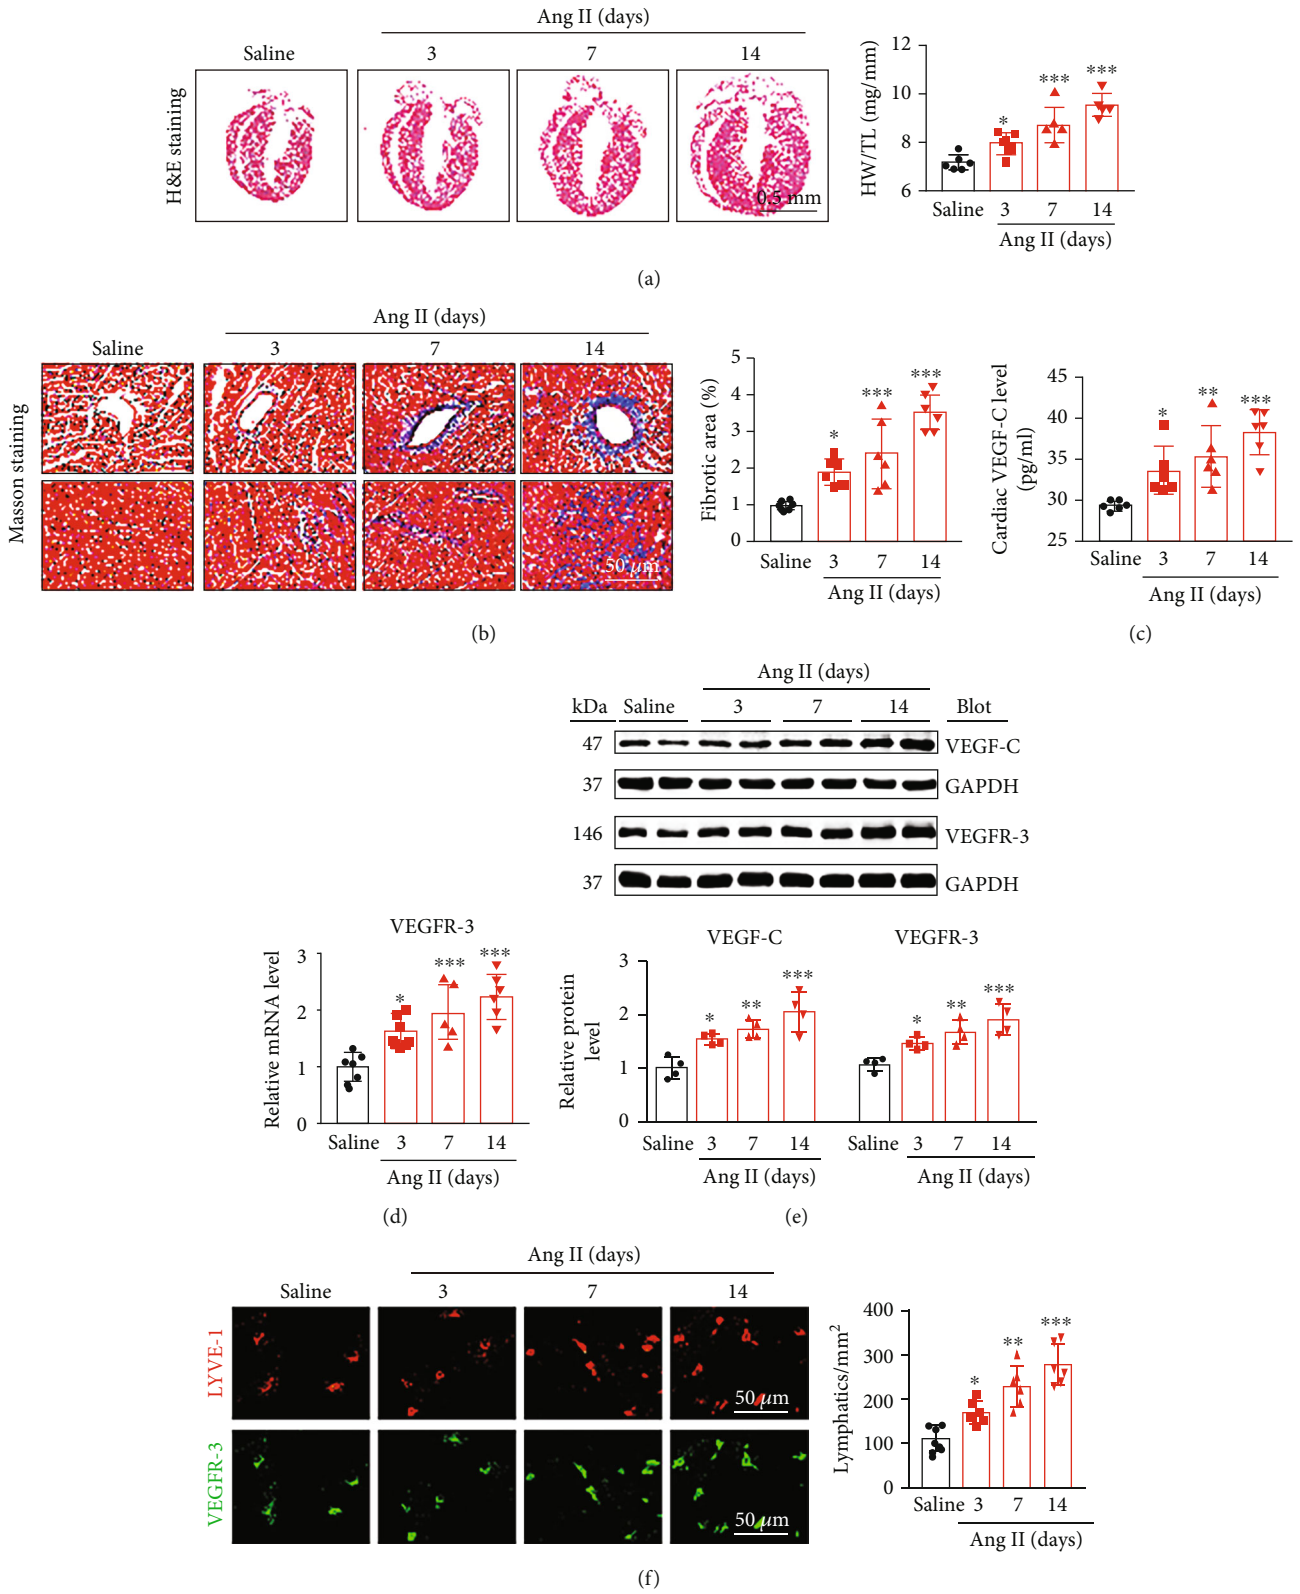 Ang II (days)
Saline 3 7 14
H&E staining
0.5 mm
HW/TL (mg/mm)
12
10
8
6
* *** ***
Saline 3 7 14
Ang II (days)
(a)
Ang II (days)
Saline 3 7 14
Masson staining
50 μm
Fibrotic area (%)
5
4
3
2
1
0
* *** ***
Saline 3 7 14
Ang II (days)
(b)
Cardiac VEGF-C level
(pg/ml)
45
40
35
30
25
* ** ***
Saline 3 7 14
Ang II (days)
(c)
Ang II (days)
kDa Saline 3 7 14 Blot
47 VEGF-C
37 GAPDH
146 VEGFR-3
37 GAPDH
VEGFR-3
Relative mRNA level
3
2
1
0
* *** ***
Saline 3 7 14
Ang II (days)
(d)
VEGF-C VEGFR-3
Relative protein
level
3
2
1
0
* ** *** * ** ***
Saline 3 7 14 Saline 3 7 14
Ang II (days) Ang II (days)
(e)
Ang II (days)
Saline 3 7 14
LYVE-1
50 μm
VEGFR-3
50 μm
Lymphatics/mm²
400
300
200
100
0
* ** ***
Saline 3 7 14
Ang II (days)
(f)